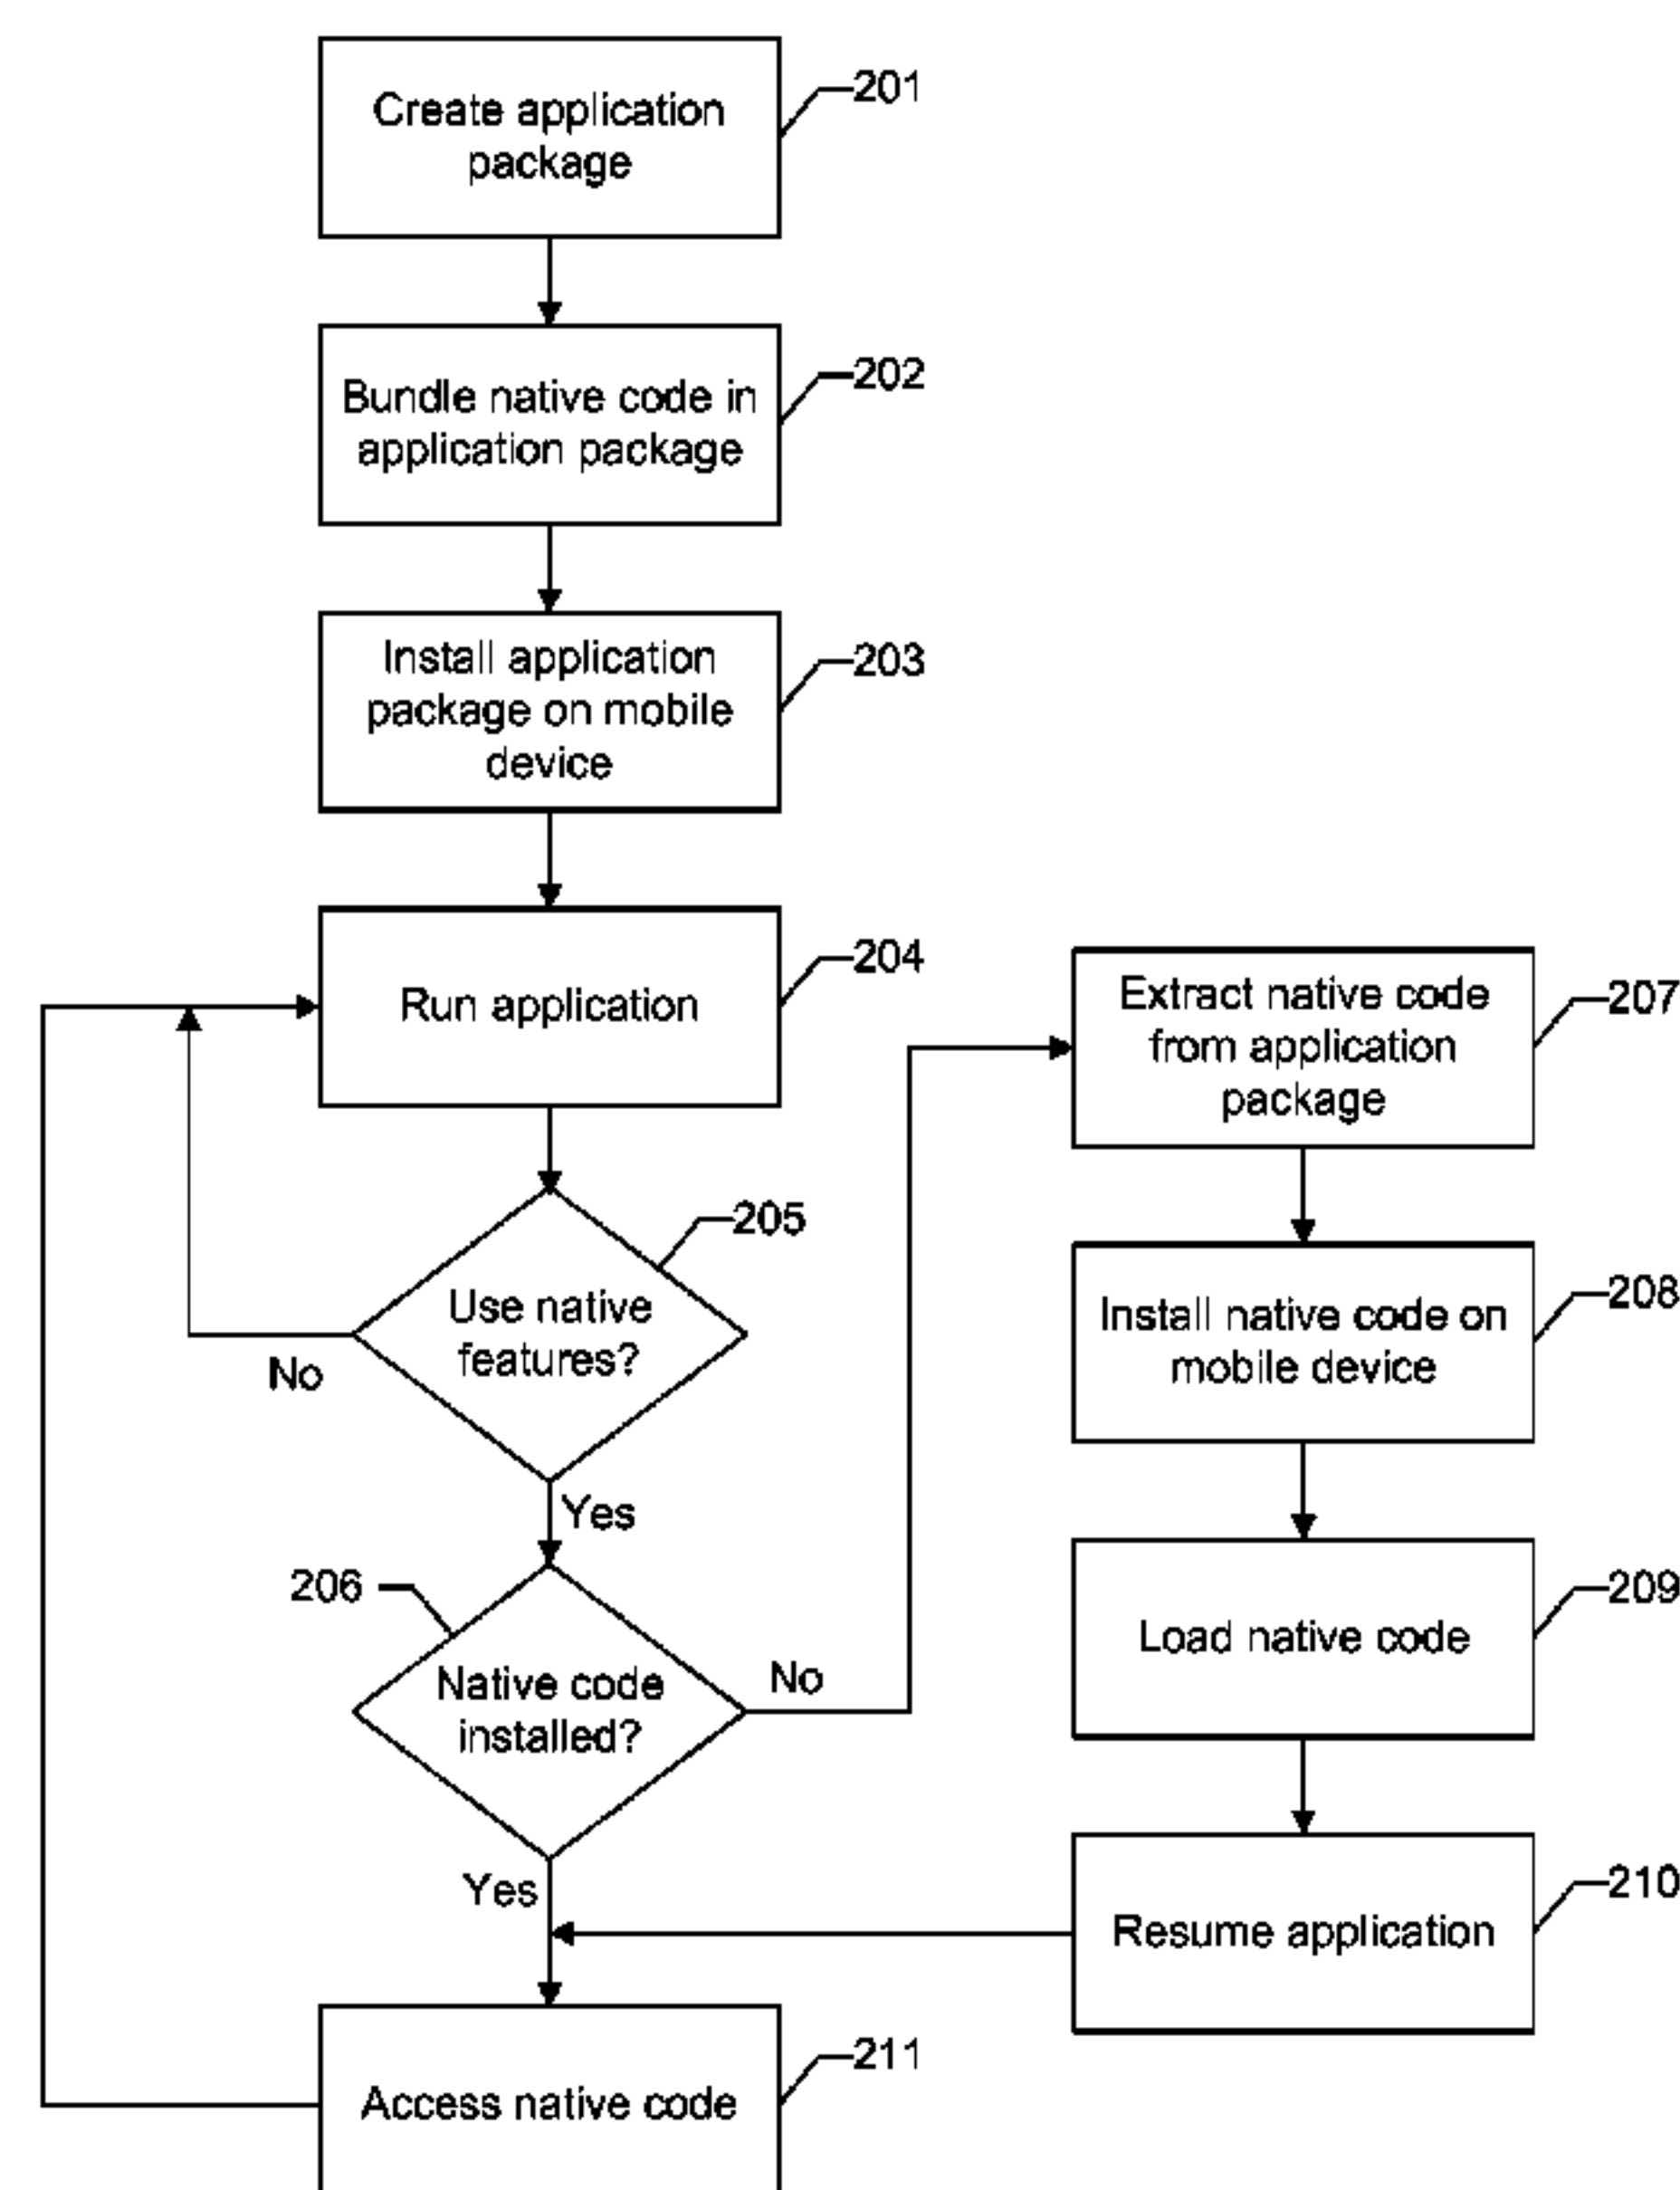 Create application
package
201
Bundle native code in
application package
202
Install application
package on mobile
device
203
Run application
204
Use native
features?
205
No
Yes
Native code
installed?
206
No
Yes
Extract native code
from application
package
207
Install native code on
mobile device
208
Load native code
209
Resume application
210
Access native code
211